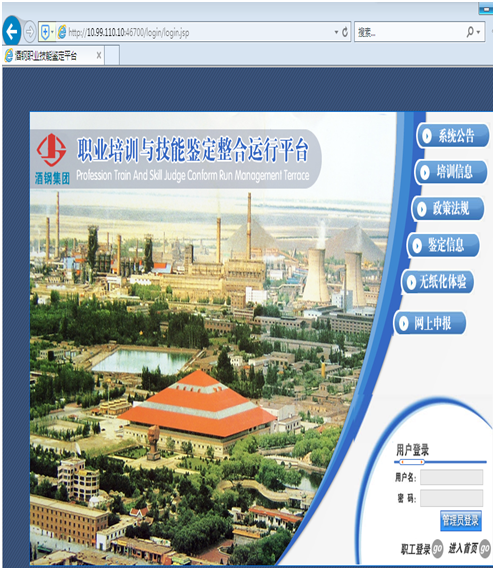 http://10.99.110.10:46700/login/login.jsp
搜索...
酒钢职业技能鉴定平台
职业培训与技能鉴定整合运行平台
酒钢集团
Profession Train And Skill Judge Conform Run Management Terrace
系统公告
培训信息
政策法规
鉴定信息
无纸化体验
网上申报
用户登录
用户名:
密 码:
管理员登录
职工登录 go 进入首页 go